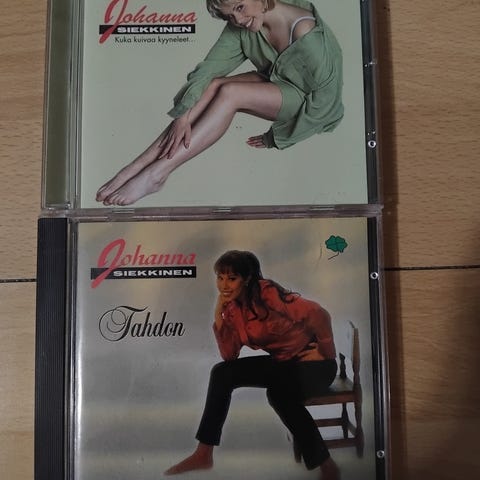 Johanna
SIEKKINEN
Kuka kuivaa kyyneleet...
Johanna
SIEKKINEN
Tahdon